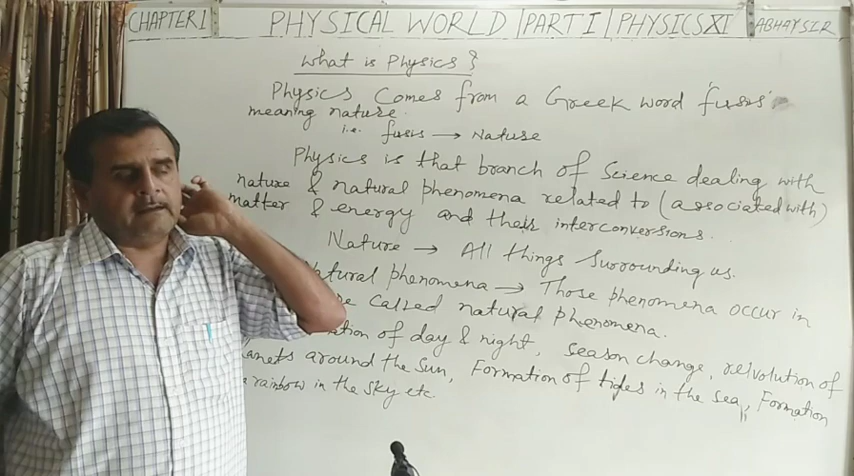 CHAPTER 1 | PHYSICAL WORLD | PART I | PHYSICS XI | ABHAY SIR
What is Physics }
Physics comes from a Greek word 'fusis'
meaning nature.
i.e. fusis → Nature
Physics is that branch of Science dealing with
nature & natural phenomena related to (associated with)
matter & energy and their interconversions.
Nature → All things surrounding us.
Natural phenomena → Those phenomena occur in
called natural phenomena.
of day & night, season change, revolution of
around the Sun, Formation of tides in the sea, Formation
rainbow in the sky etc.